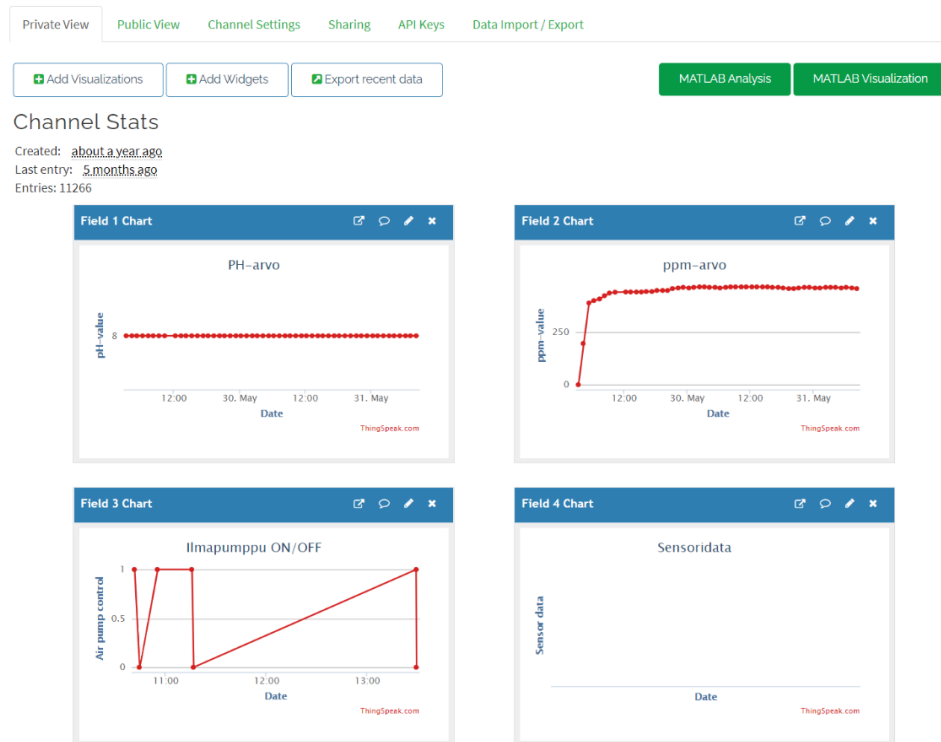 Private View Public View Channel Settings Sharing API Keys Data Import / Export
Add Visualizations Add Widgets Export recent data MATLAB Analysis MATLAB Visualization
Channel Stats
Created: about a year ago
Last entry: 5 months ago
Entries: 11266
Field 1 Chart
PH-arvo
pH-value
8
12:00 30. May 12:00 31. May
Date
ThingSpeak.com
Field 2 Chart
ppm-arvo
ppm-value
250
0
12:00 30. May 12:00 31. May
Date
ThingSpeak.com
Field 3 Chart
Ilmapumppu ON/OFF
Air pump control
1
0.5
0
11:00 12:00 13:00
Date
ThingSpeak.com
Field 4 Chart
Sensoridata
Sensor data
Date
ThingSpeak.com